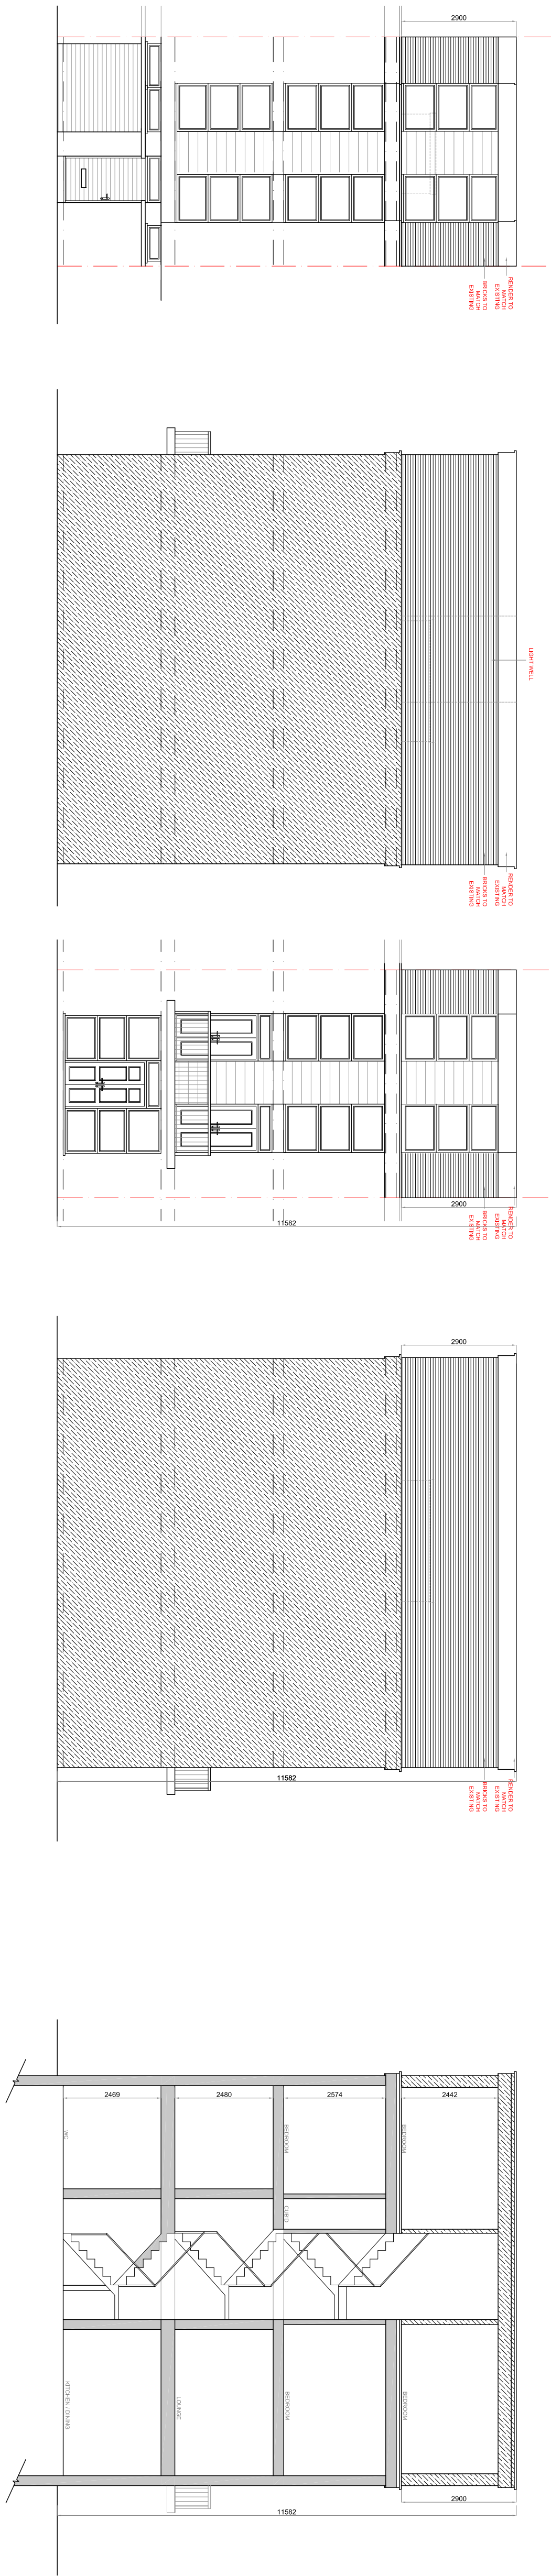 2900
RENDER TO
MATCH
EXISTING
BRICKS TO
MATCH
EXISTING
LIGHT WELL
RENDER TO
MATCH
EXISTING
BRICKS TO
MATCH
EXISTING
2900
RENDER TO
MATCH
EXISTING
BRICKS TO
MATCH
EXISTING
11582
2900
11582
RENDER TO
MATCH
EXISTING
BRICKS TO
MATCH
EXISTING
2469
2480
2574
2442
WC
BEDROOM
BEDROOM
CUB'D
KITCHEN / DINING
LOUNGE
BEDROOM
BEDROOM
2900
11582